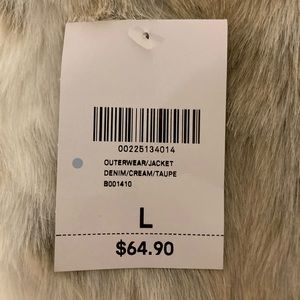 00225134014
OUTERWEAR/JACKET
DENIM/CREAM/TAUPE
B001410
L
$64.90